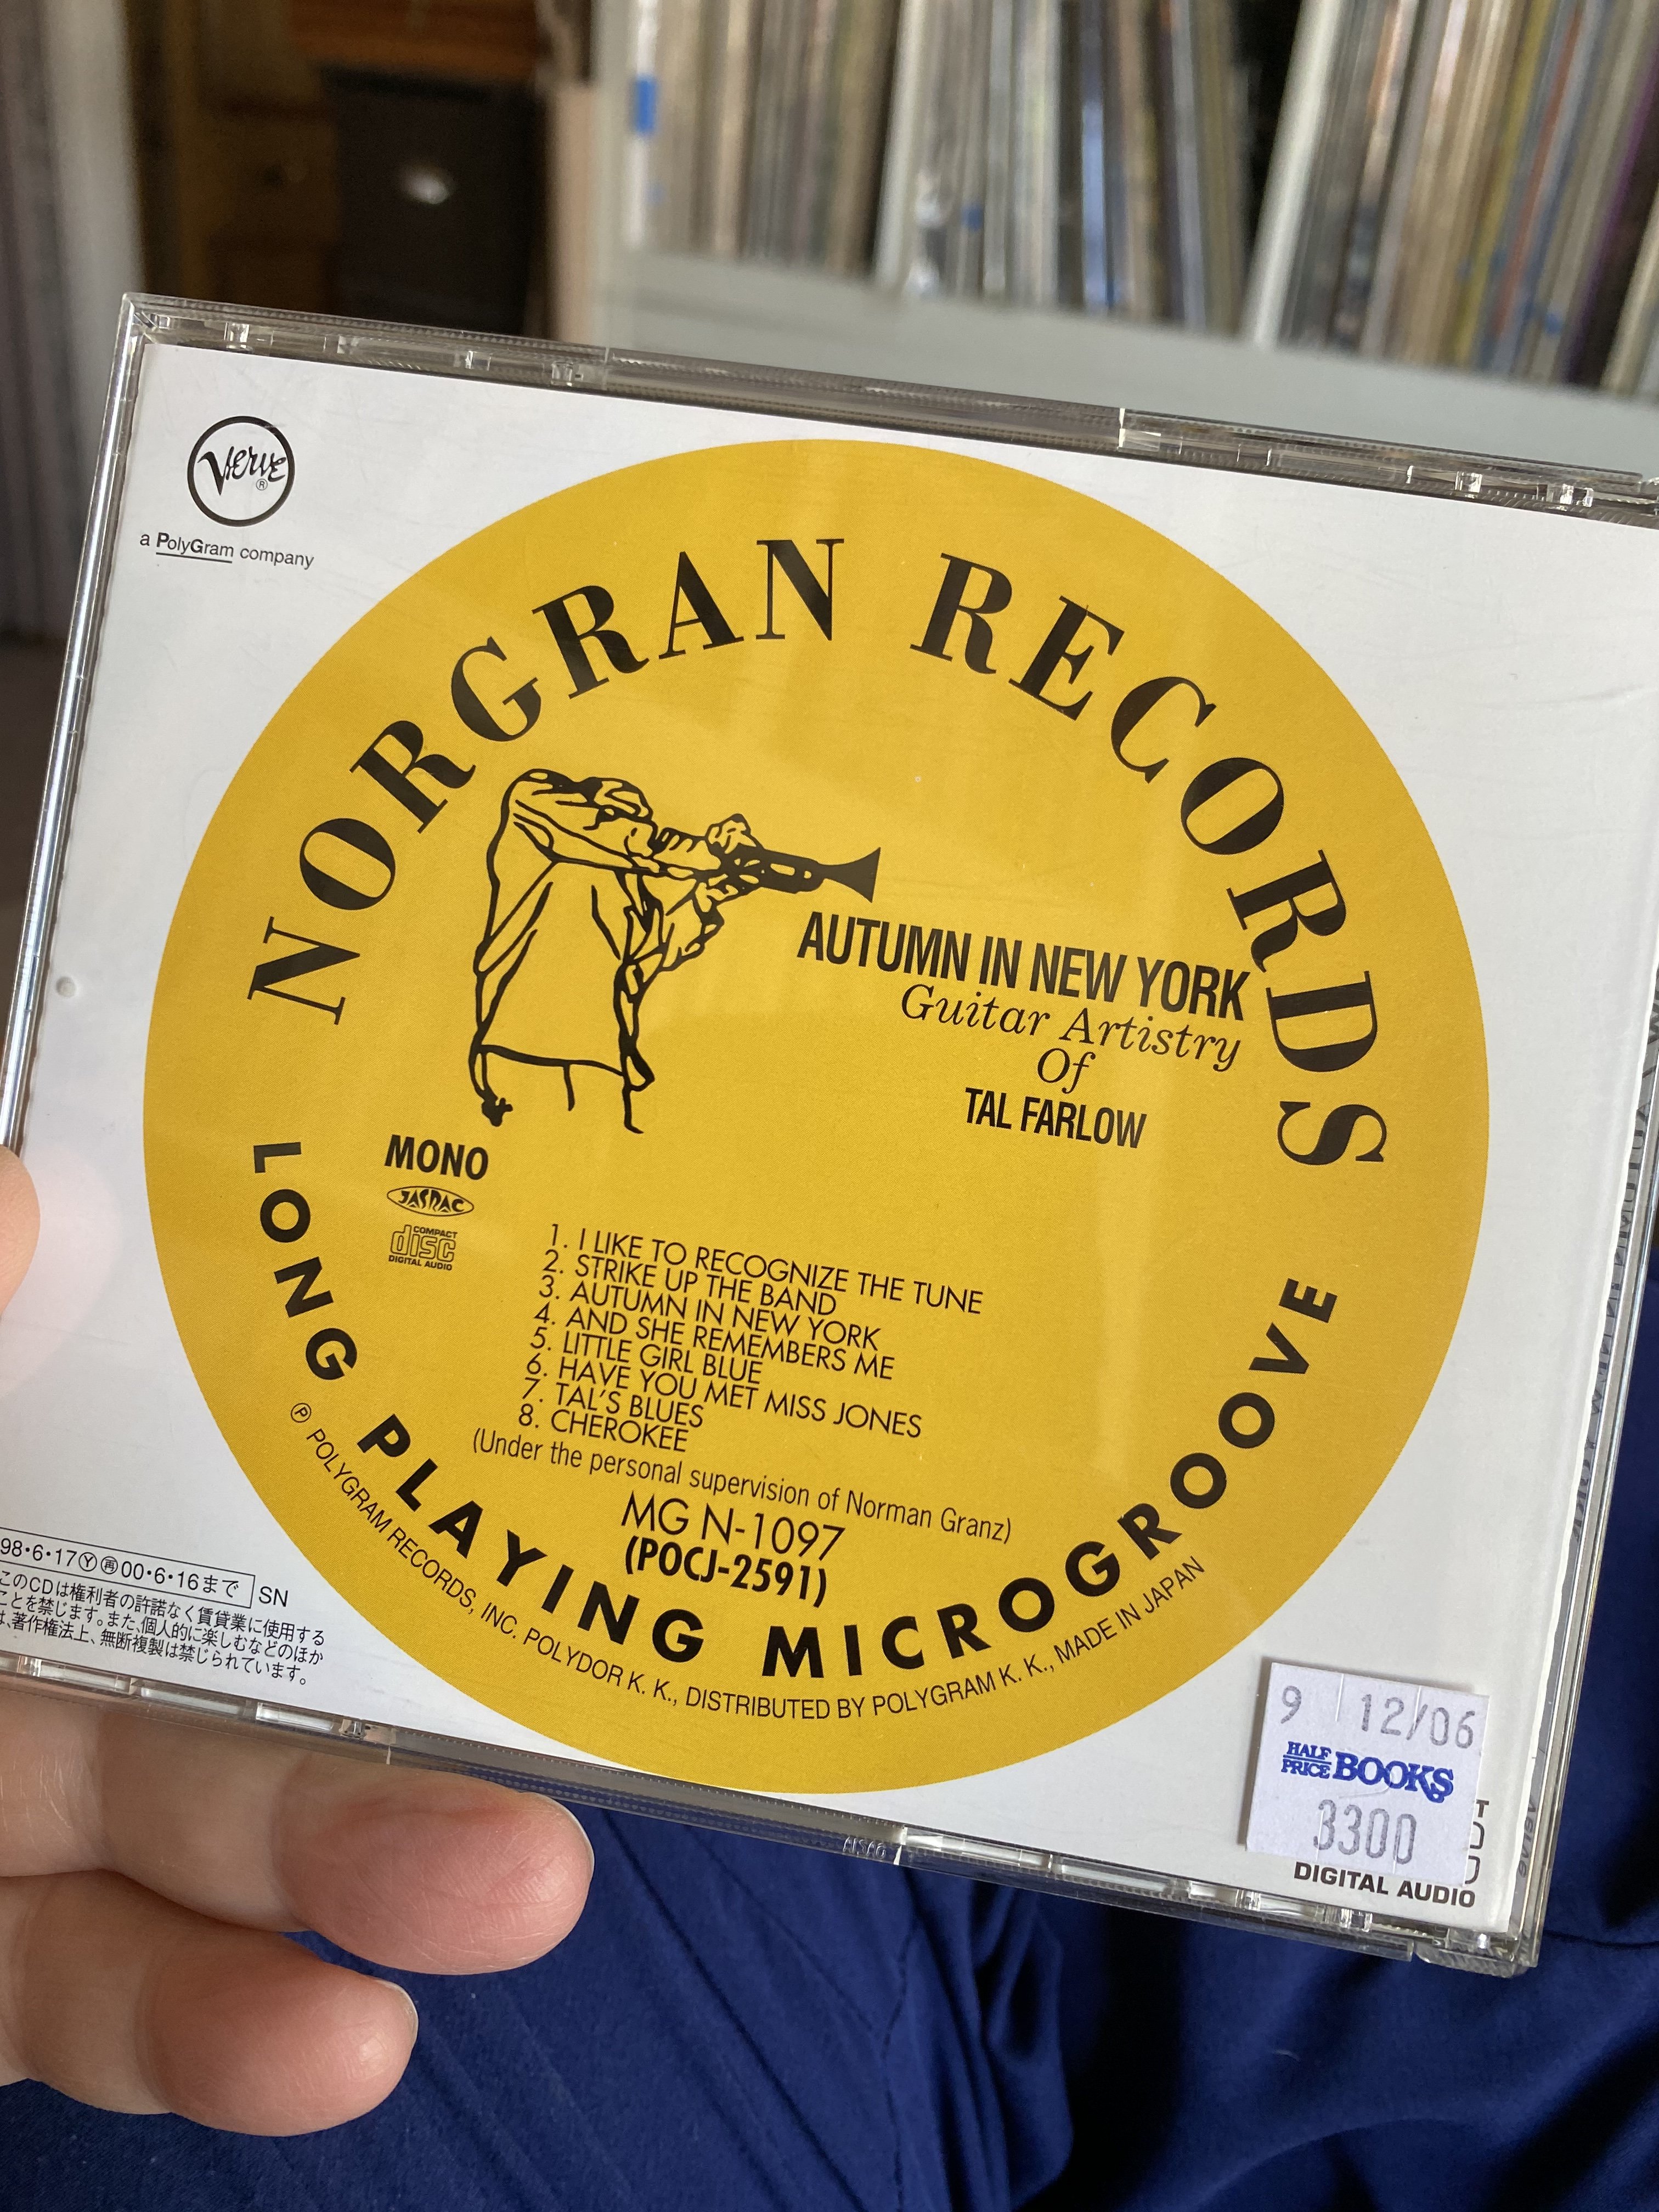 Verve ®
a PolyGram company
NORGRAN RECORDS
AUTUMN IN NEW YORK
Guitar Artistry
Of
TAL FARLOW
MONO
JASRAC
COMPACT
disc
DIGITAL AUDIO
1. I LIKE TO RECOGNIZE THE TUNE
2. STRIKE UP THE BAND
3. AUTUMN IN NEW YORK
4. AND SHE REMEMBERS ME
5. LITTLE GIRL BLUE
6. HAVE YOU MET MISS JONES
7. TAL'S BLUES
8. CHEROKEE
(Under the personal supervision of Norman Granz)
MG N-1097
(POCJ-2591)
LONG PLAYING MICROGROOVE
Ⓟ POLYGRAM RECORDS, INC. POLYDOR K. K., DISTRIBUTED BY POLYGRAM K. K., MADE IN JAPAN
98•6•17Ⓨ㊢00•6•16まで SN
このCDは権利者の許諾なく賃貸業に使用する
ことを禁じます。また、個人的に楽しむなどのほか
は、著作権法上、無断複製は禁じられています。
9 12/06
HALF PRICE BOOKS
3300
DIGITAL AUDIO